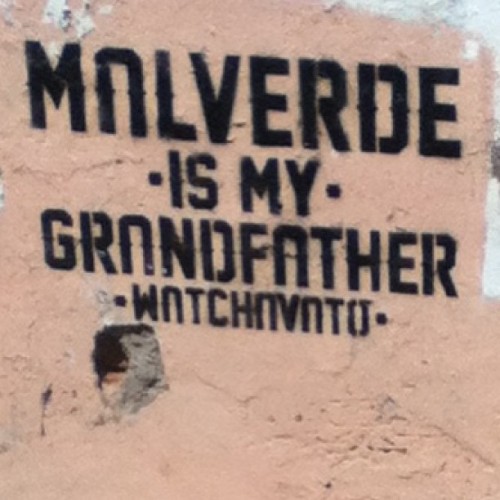 MALVERDE
·IS MY·
GRANDFATHER
·WATCHAVATO·